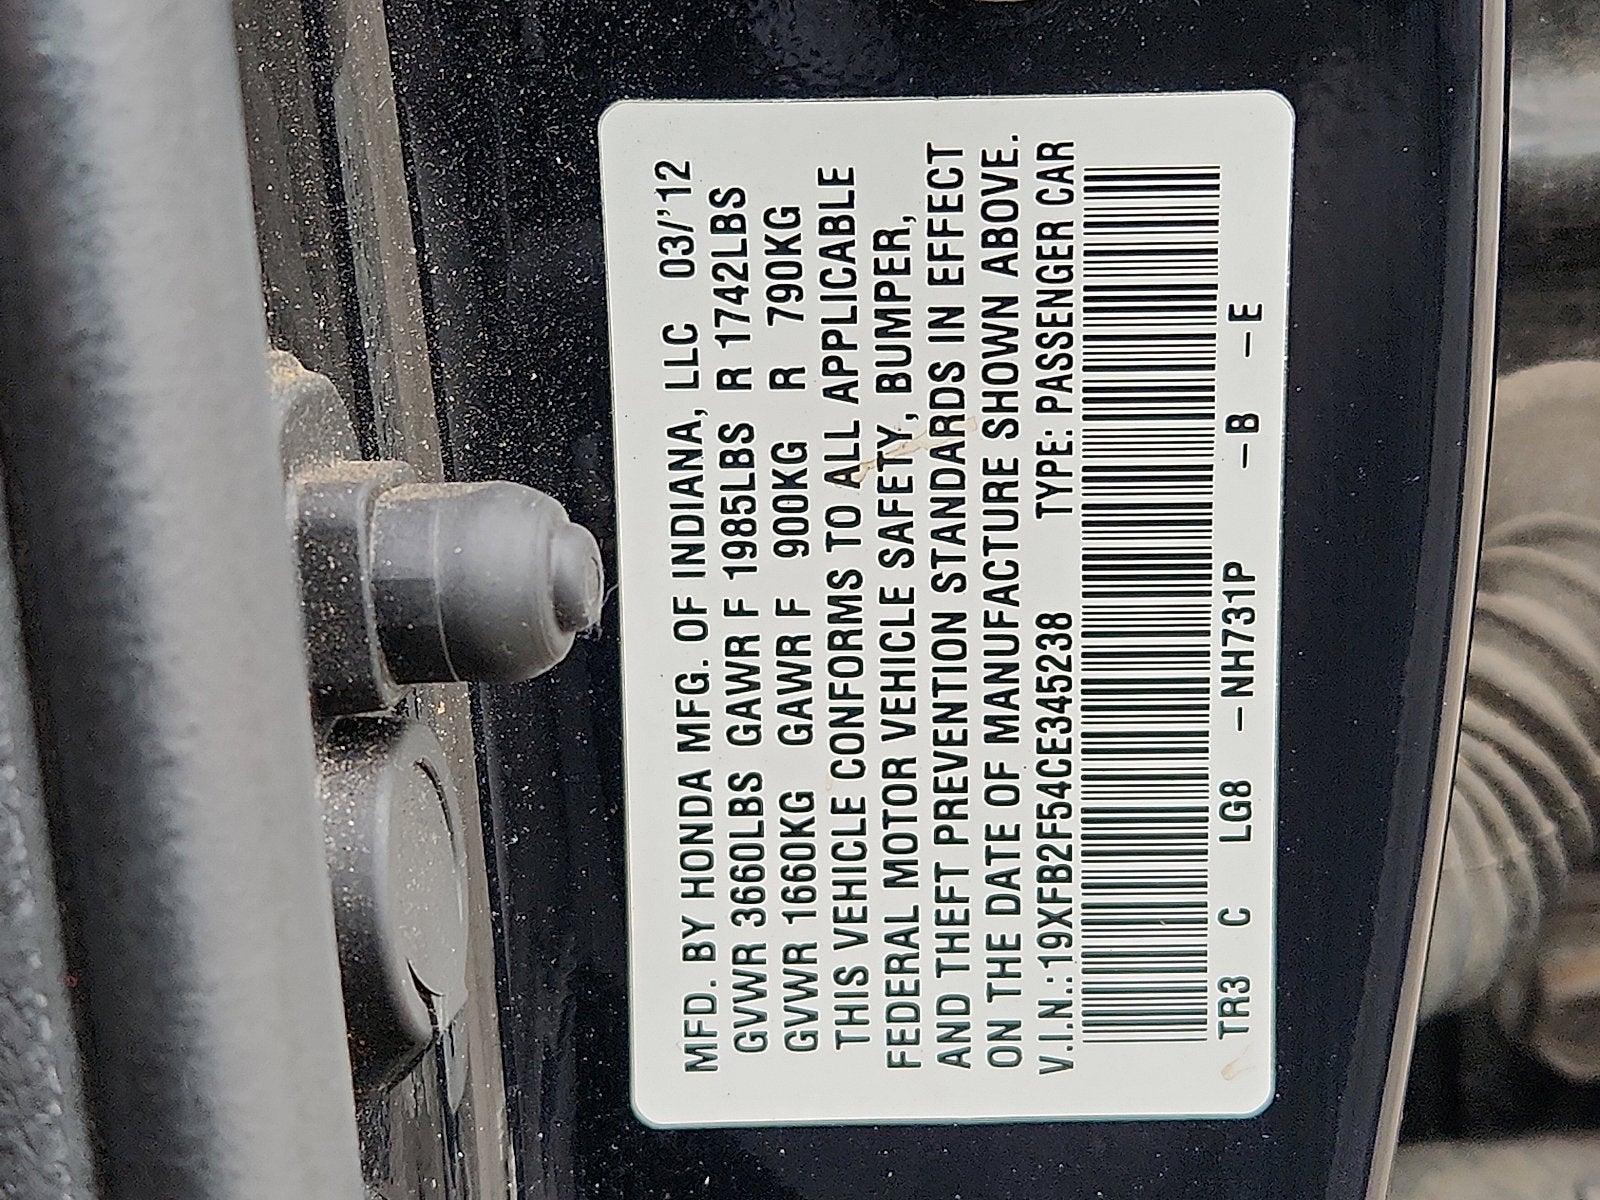 MFD. BY HONDA MFG. OF INDIANA, LLC 03/'12
GVWR 3660LBS GAWR F 1985LBS R 1742LBS
GVWR 1660KG GAWR F 900KG R 790KG
THIS VEHICLE CONFORMS TO ALL APPLICABLE
FEDERAL MOTOR VEHICLE SAFETY, BUMPER,
AND THEFT PREVENTION STANDARDS IN EFFECT
ON THE DATE OF MANUFACTURE SHOWN ABOVE.
V.I.N.:19XFB2F54CE345238 TYPE: PASSENGER CAR
TR3 C LG8 -NH731P -B -E